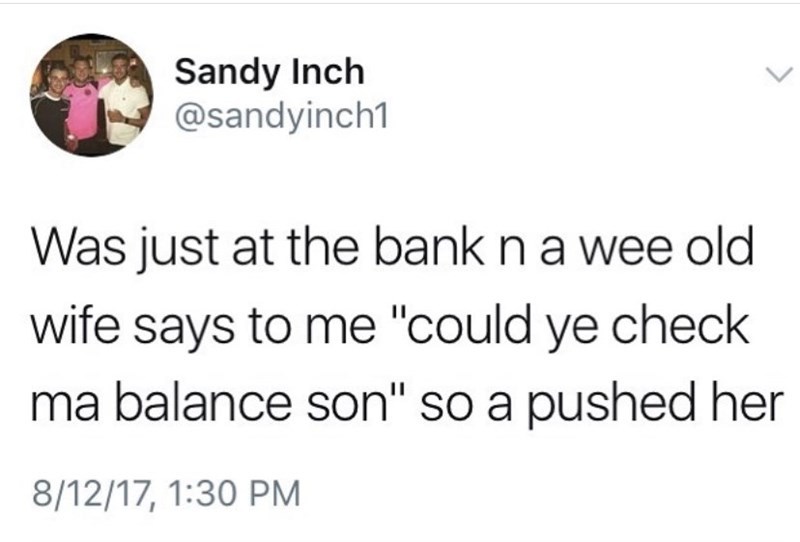 Sandy Inch
@sandyinch1
Was just at the bank n a wee old
wife says to me "could ye check
ma balance son" so a pushed her
8/12/17, 1:30 PM